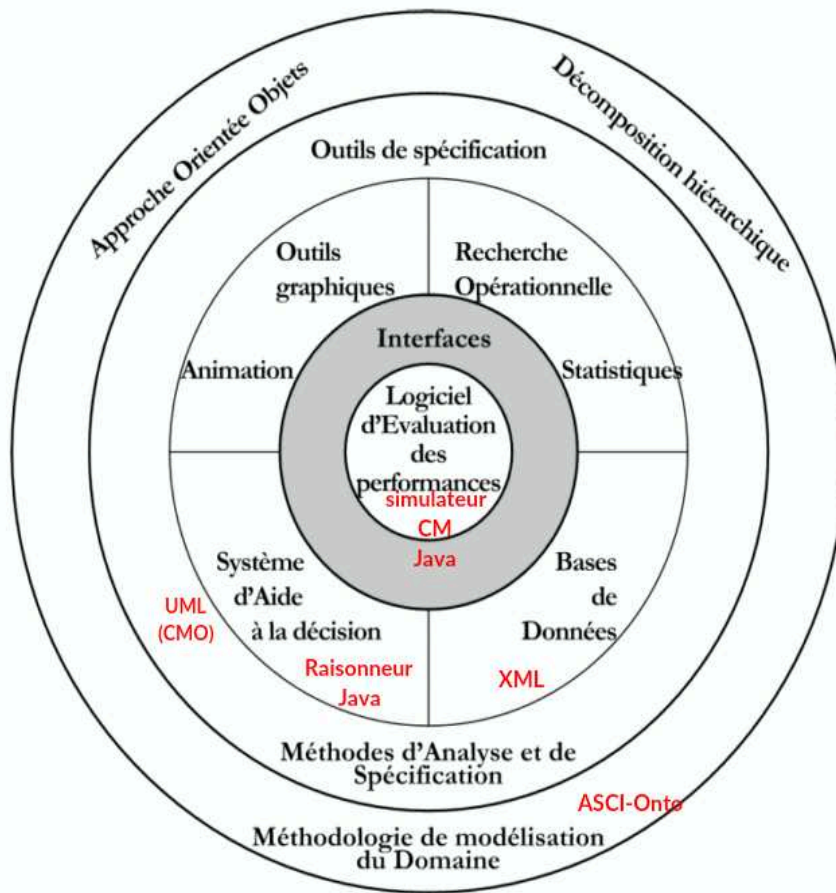 Approche Orientée Objets
Décomposition hiérarchique
Outils de spécification
Outils
graphiques
Recherche
Opérationnelle
Interfaces
Animation
Statistiques
Logiciel
d'Evaluation
des
performances
simulateur
CM
Java
Système
d'Aide
à la décision
Bases
de
Données
UML
(CMO)
Raisonneur
Java
XML
Méthodes d'Analyse et de
Spécification
ASCI-Onto
Méthodologie de modélisation
du Domaine